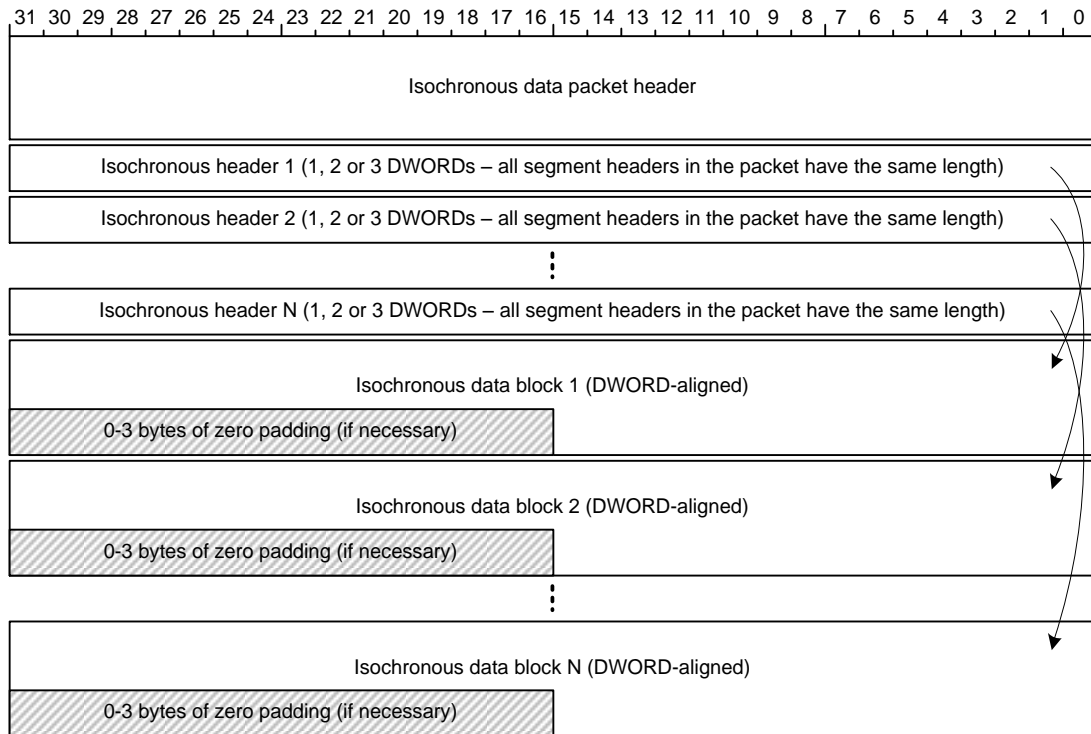 31 30 29 28 27 26 25 24 23 22 21 20 19 18 17 16 15 14 13 12 11 10 9 8 7 6 5 4 3 2 1 0
Isochronous data packet header
Isochronous header 1 (1, 2 or 3 DWORDs – all segment headers in the packet have the same length)
Isochronous header 2 (1, 2 or 3 DWORDs – all segment headers in the packet have the same length)
Isochronous header N (1, 2 or 3 DWORDs – all segment headers in the packet have the same length)
Isochronous data block 1 (DWORD-aligned)
0-3 bytes of zero padding (if necessary)
Isochronous data block 2 (DWORD-aligned)
0-3 bytes of zero padding (if necessary)
Isochronous data block N (DWORD-aligned)
0-3 bytes of zero padding (if necessary)